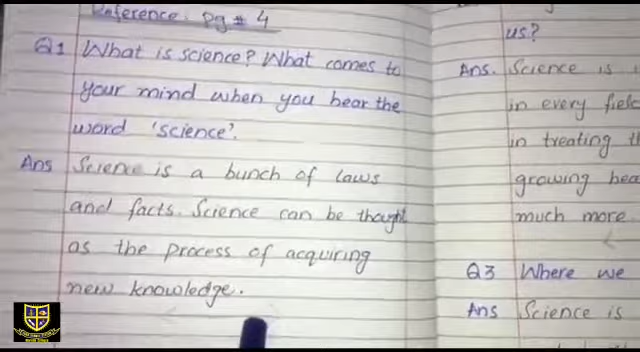 Reference: Pg # 4
Q1 What is science? What comes to
your mind when you hear the
word 'science'.
Ans Science is a bunch of laws
and facts. Science can be thought
as the process of acquiring
new knowledge.
us?
Ans. Science is
in every field
in treating
growing
much more
Q3 Where we
Ans Science is